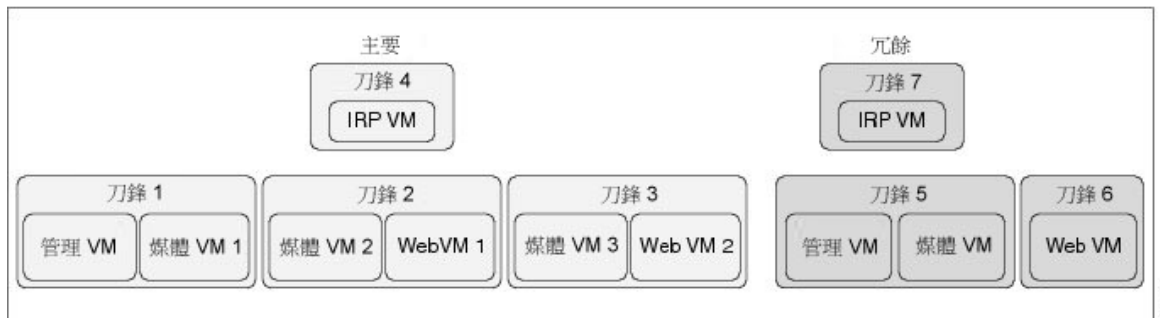 主要
冗餘
刀鋒 4
刀鋒 7
IRP VM
IRP VM
刀鋒 1
刀鋒 2
刀鋒 3
刀鋒 5
刀鋒 6
管理 VM
媒體 VM 1
媒體 VM 2
WebVM 1
媒體 VM 3
Web VM 2
管理 VM
媒體 VM
Web VM